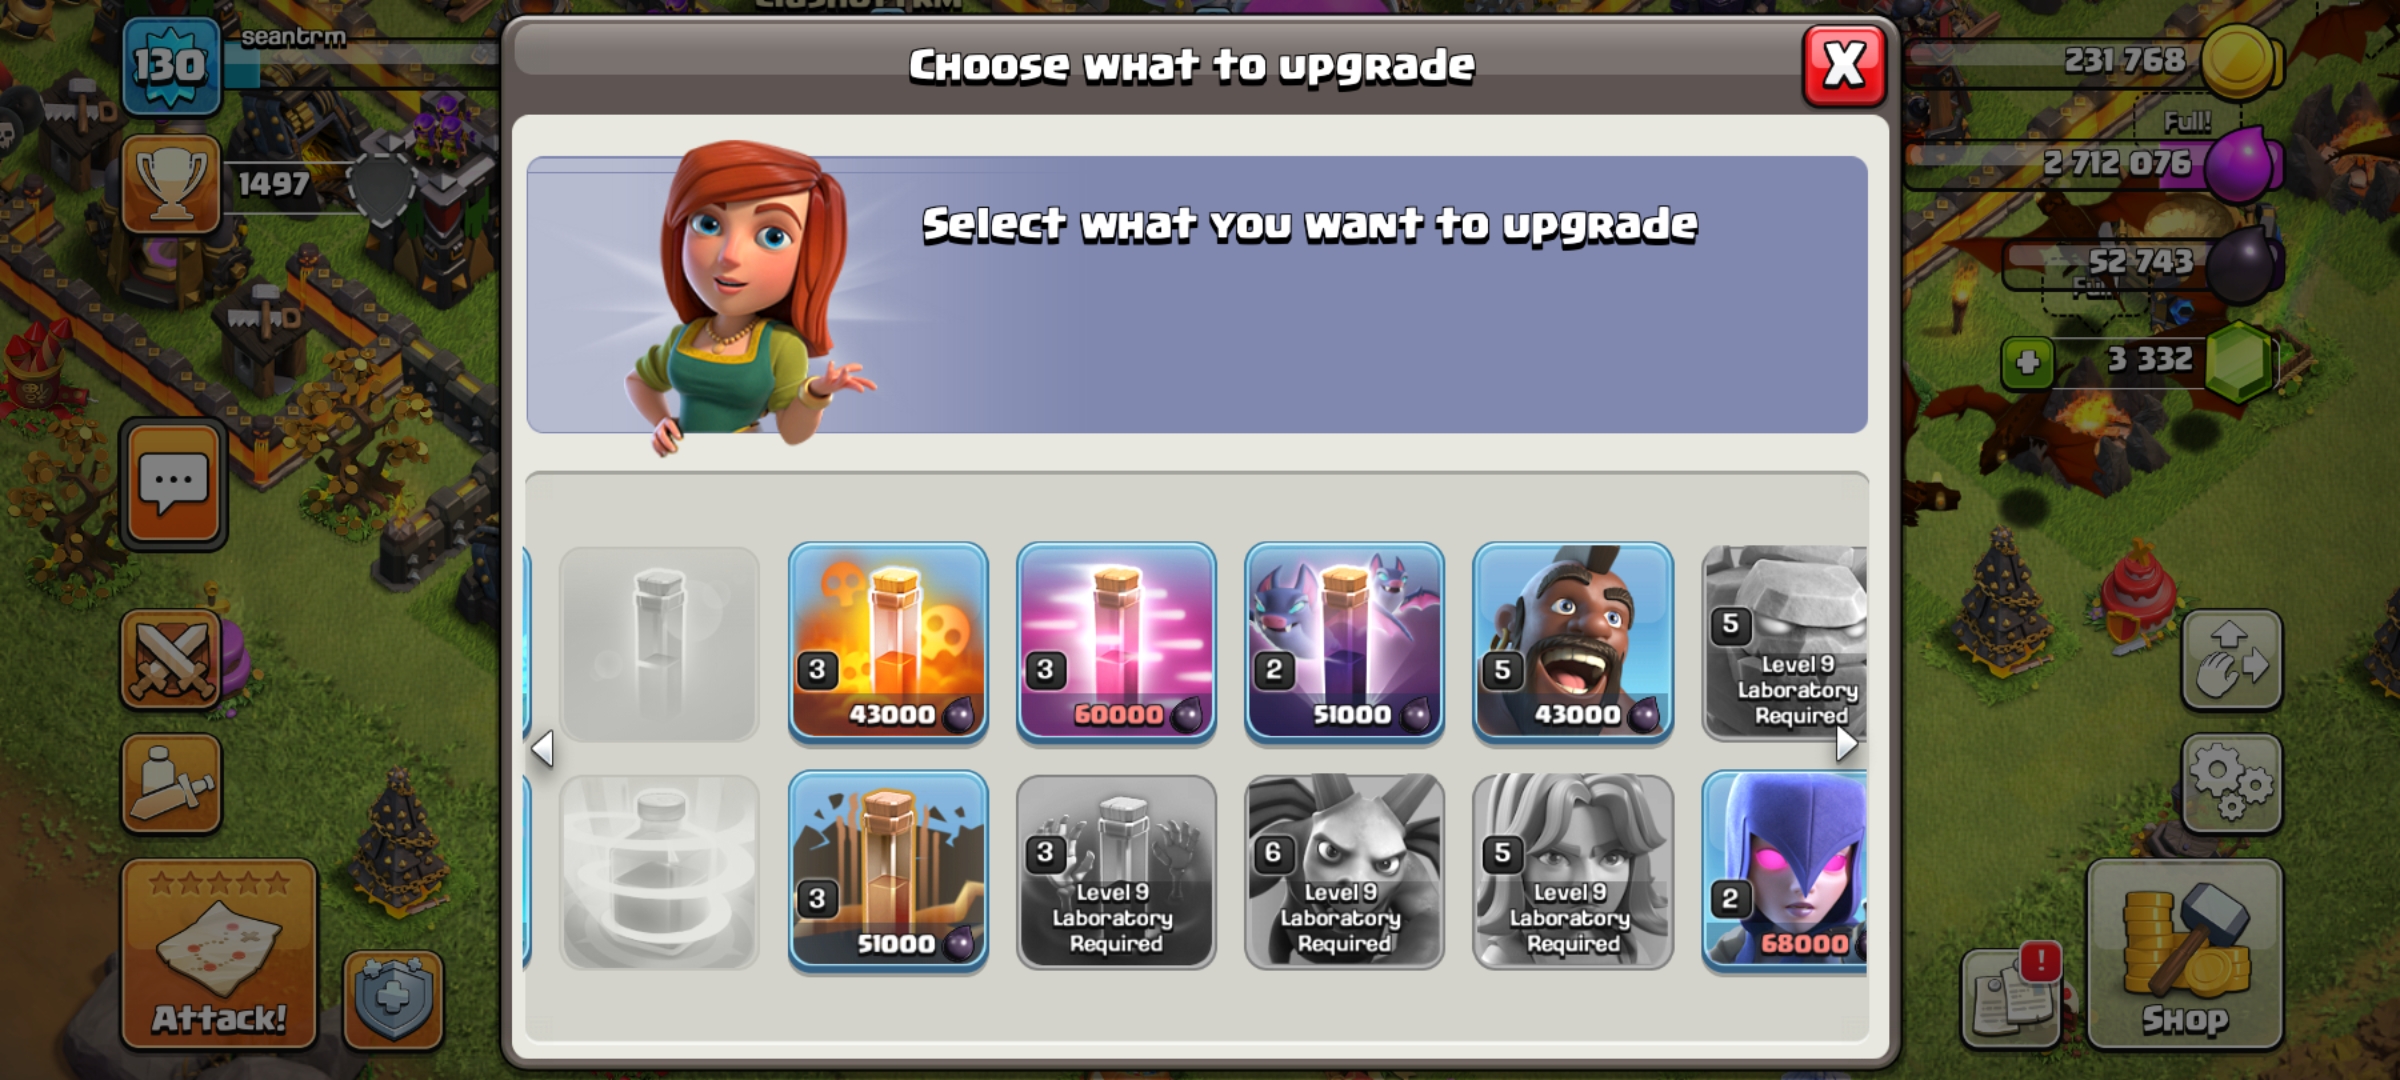 130
seantrm
1497
Choose what to upgrade
X
231 768
Full!
2 712 076
52 743
Full!
3 332
Select what you want to upgrade
3
43000
3
60000
2
51000
5
43000
5
Level 9
Laboratory
Required
3
51000
3
Level 9
Laboratory
Required
6
Level 9
Laboratory
Required
5
Level 9
Laboratory
Required
2
68000
Attack!
!
Shop